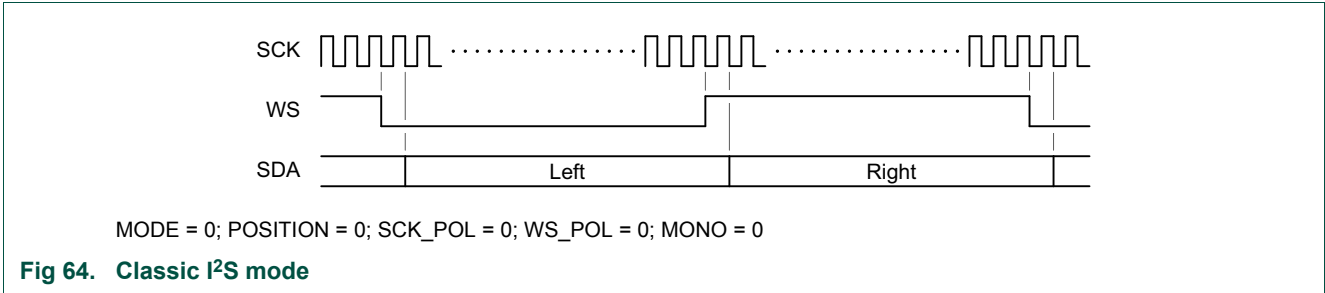 SCK
WS
SDA Left Right
MODE = 0; POSITION = 0; SCK_POL = 0; WS_POL = 0; MONO = 0
Fig 64. Classic I²S mode